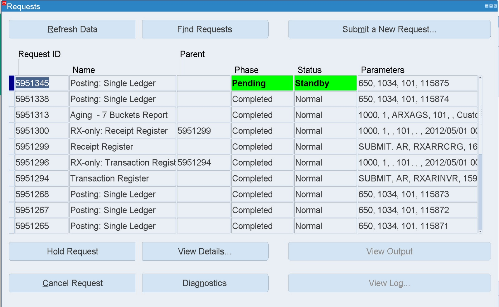 Requests
Refresh Data Find Requests Submit a New Request...
Request ID Parent
Name Phase Status Parameters
5951345 Posting: Single Ledger Pending Standby 650, 1034, 101, 115875
5951338 Posting: Single Ledger Completed Normal 650, 1034, 101, 115874
5951313 Aging - 7 Buckets Report Completed Normal 1000, 1, ARXAGS, 101, , Custo
5951300 RX-only: Receipt Register 5951299 Completed Normal 1000, 1, , 101, , , 2012/05/01 00
5951299 Receipt Register Completed Normal SUBMIT, AR, RXARRCRG, 16
5951296 RX-only: Transaction Regist 5951294 Completed Normal 1000, 1, , 101, , , 2012/05/01 00
5951294 Transaction Register Completed Normal SUBMIT, AR, RXARINVR, 159
5951268 Posting: Single Ledger Completed Normal 650, 1034, 101, 115873
5951267 Posting: Single Ledger Completed Normal 650, 1034, 101, 115872
5951265 Posting: Single Ledger Completed Normal 650, 1034, 101, 115871
Hold Request View Details... View Output
Cancel Request Diagnostics View Log...